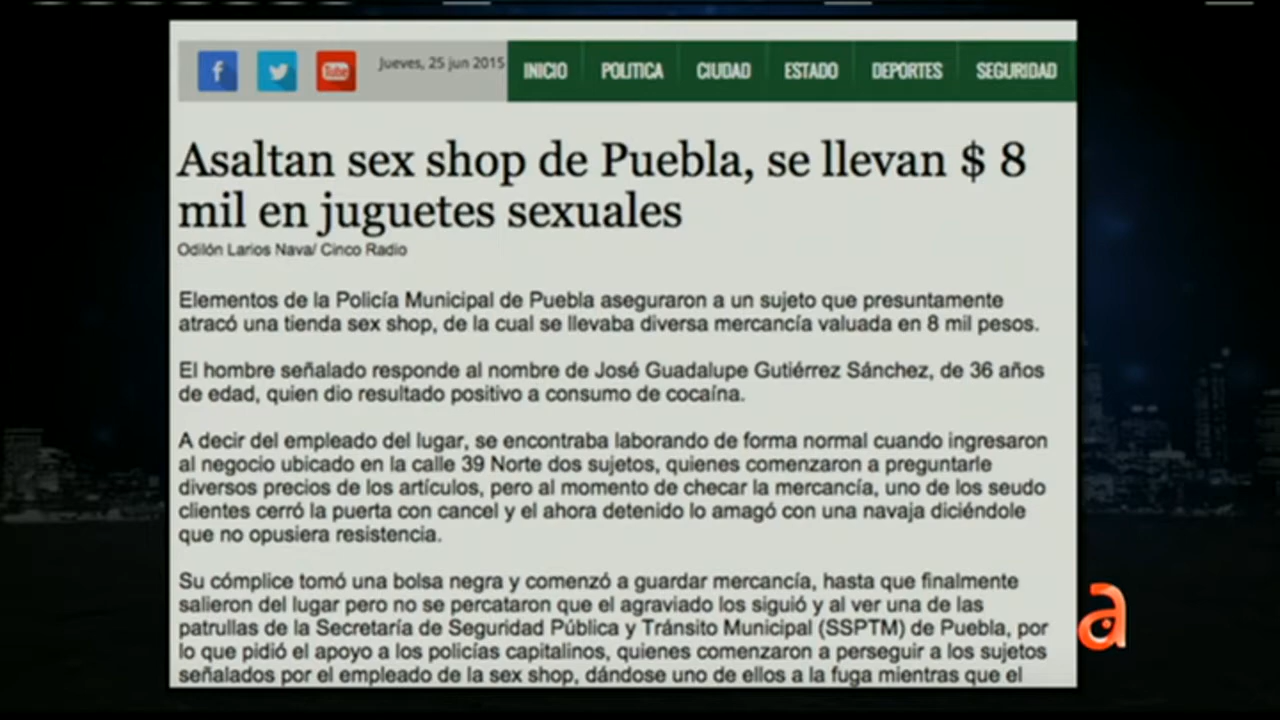 f
Tube
Jueves, 25 jun 2015
INICIO
POLITICA
CIUDAD
ESTADO
DEPORTES
SEGURIDAD
Asaltan sex shop de Puebla, se llevan $ 8
mil en juguetes sexuales
Odilón Larios Nava/ Cinco Radio
Elementos de la Policía Municipal de Puebla aseguraron a un sujeto que presuntamente
atracó una tienda sex shop, de la cual se llevaba diversa mercancía valuada en 8 mil pesos.
El hombre señalado responde al nombre de José Guadalupe Gutiérrez Sánchez, de 36 años
de edad, quien dio resultado positivo a consumo de cocaína.
A decir del empleado del lugar, se encontraba laborando de forma normal cuando ingresaron
al negocio ubicado en la calle 39 Norte dos sujetos, quienes comenzaron a preguntarle
diversos precios de los artículos, pero al momento de checar la mercancía, uno de los seudo
clientes cerró la puerta con cancel y el ahora detenido lo amagó con una navaja diciéndole
que no opusiera resistencia.
Su cómplice tomó una bolsa negra y comenzó a guardar mercancía, hasta que finalmente
salieron del lugar pero no se percataron que el agraviado los siguió y al ver una de las
patrullas de la Secretaría de Seguridad Pública y Tránsito Municipal (SSPTM) de Puebla, por
lo que pidió el apoyo a los policías capitalinos, quienes comenzaron a perseguir a los sujetos
señalados por el empleado de la sex shop, dándose uno de ellos a la fuga mientras que el
a